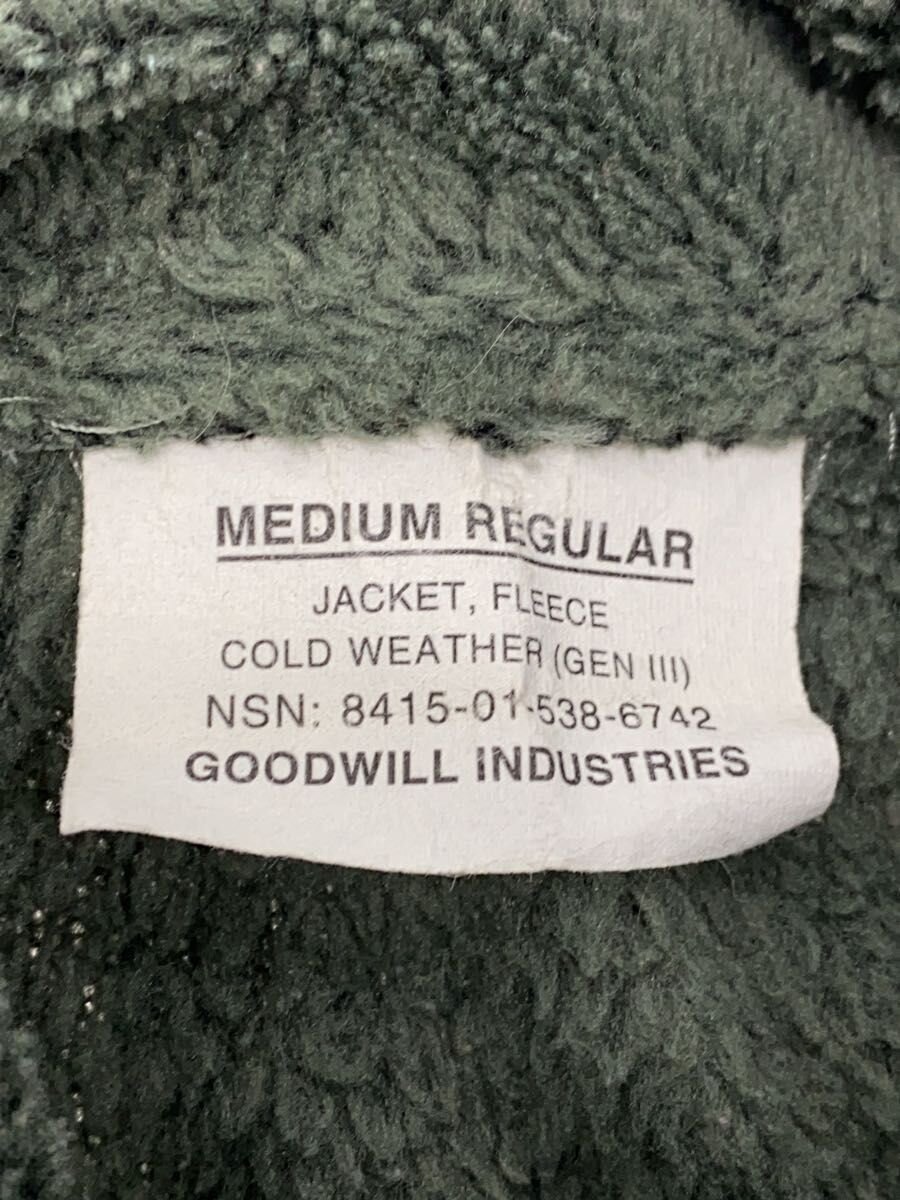 MEDIUM REGULAR
JACKET, FLEECE
COLD WEATHER (GEN III)
NSN: 8415-01-538-6742
GOODWILL INDUSTRIES